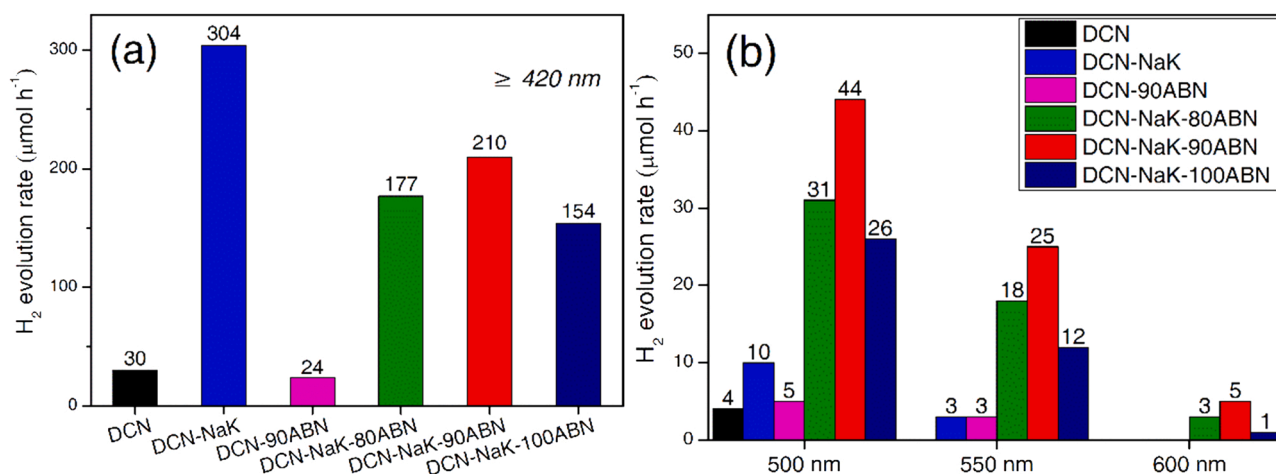 (a)
≥ 420 nm
H₂ evolution rate (μmol h⁻¹)
300
200
100
0
30
304
24
177
210
154
DCN
DCN-NaK
DCN-90ABN
DCN-NaK-80ABN
DCN-NaK-90ABN
DCN-NaK-100ABN
(b)
H₂ evolution rate (μmol h⁻¹)
50
40
30
20
10
0
DCN
DCN-NaK
DCN-90ABN
DCN-NaK-80ABN
DCN-NaK-90ABN
DCN-NaK-100ABN
4
10
5
31
44
26
3
3
18
25
12
3
5
1
500 nm
550 nm
600 nm